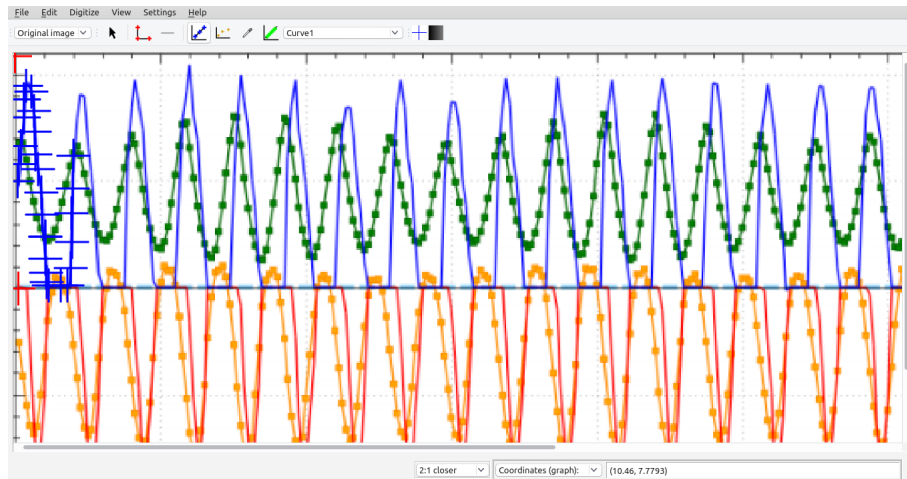 File Edit Digitize View Settings Help
Original image Curve1
2:1 closer Coordinates (graph): (10.46, 7.7793)